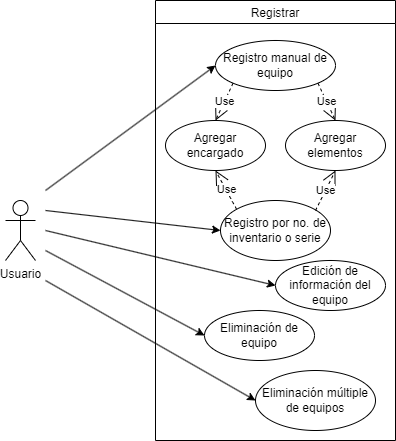 Registrar
Registro manual de
equipo
Use
Use
Agregar
encargado
Agregar
elementos
Use
Use
Registro por no. de
inventario o serie
Usuario
Edición de
información del
equipo
Eliminación de
equipo
Eliminación múltiple
de equipos